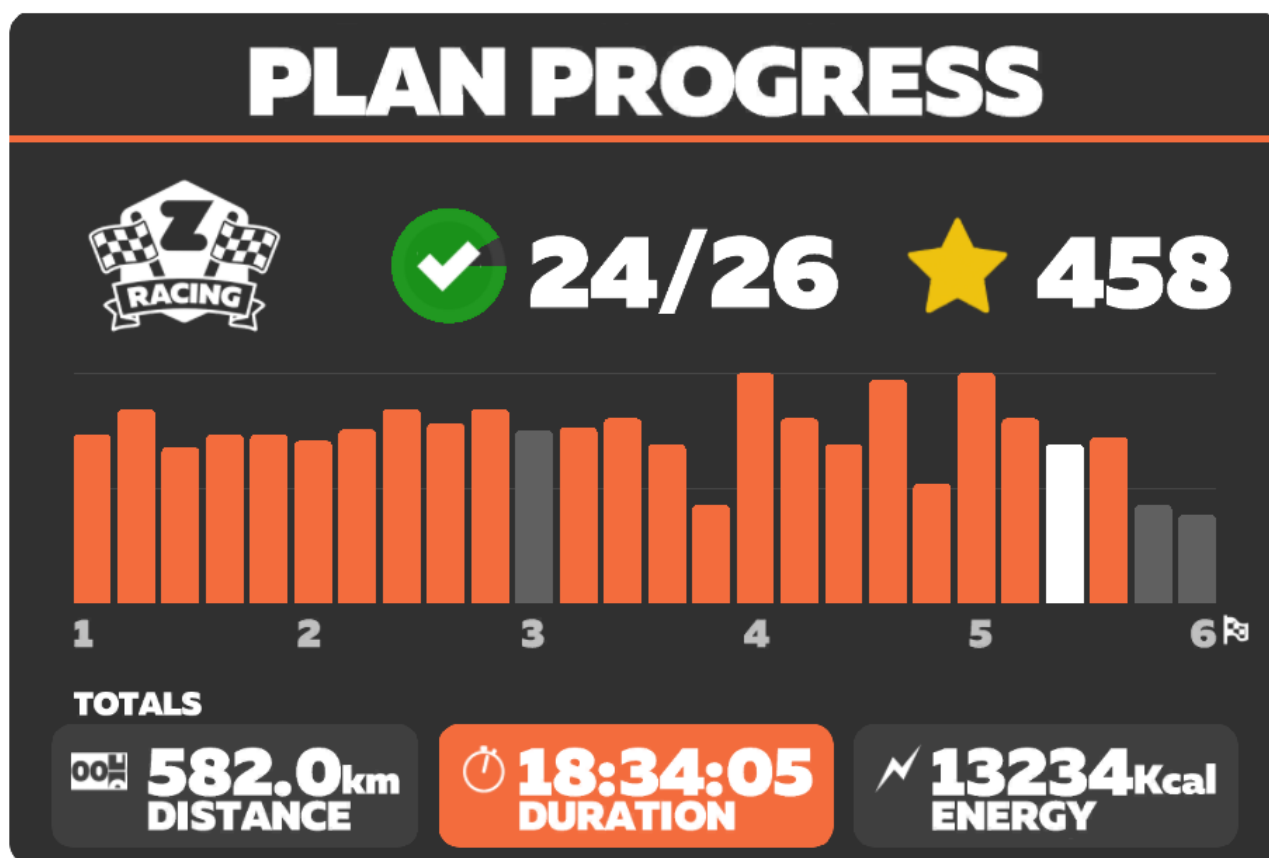 PLAN PROGRESS
Z
RACING
24/26
458
1 2 3 4 5 6
TOTALS
582.0km
DISTANCE
18:34:05
DURATION
13234Kcal
ENERGY